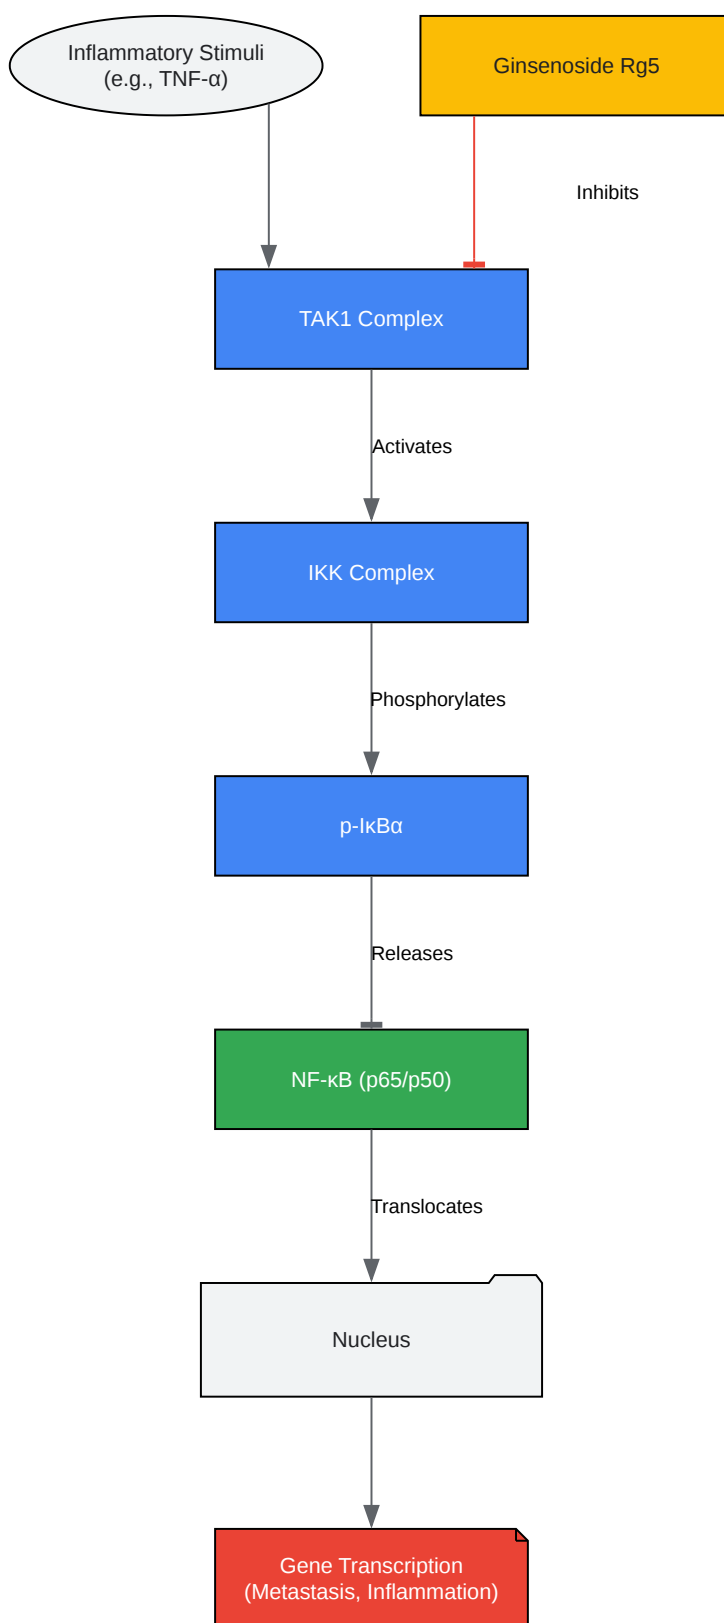 Inflammatory Stimuli
(e.g., TNF-α)
Ginsenoside Rg5
Inhibits
TAK1 Complex
Activates
IKK Complex
Phosphorylates
p-IκBα
Releases
NF-κB (p65/p50)
Translocates
Nucleus
Gene Transcription
(Metastasis, Inflammation)